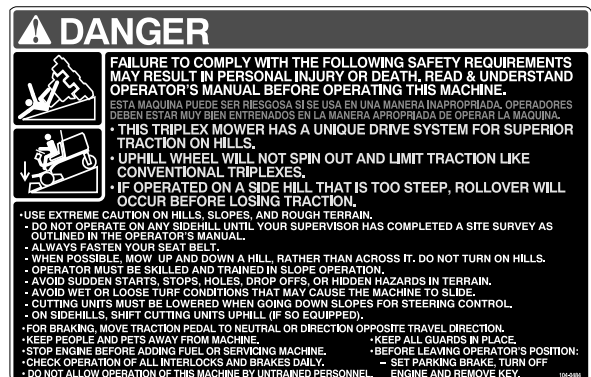 DANGER
FAILURE TO COMPLY WITH THE FOLLOWING SAFETY REQUIREMENTS
MAY RESULT IN PERSONAL INJURY OR DEATH. READ & UNDERSTAND
OPERATOR'S MANUAL BEFORE OPERATING THIS MACHINE.
ESTA MAQUINA PUEDE SER RIESGOSA SI SE USA EN UNA MANERA INAPROPRIADA. OPERADORES
DEBEN ESTAR MUY BIEN ENTRENADOS EN LA MANERA APROPRIADA DE OPERAR LA MAQUINA.
• THIS TRIPLEX MOWER HAS A UNIQUE DRIVE SYSTEM FOR SUPERIOR
TRACTION ON HILLS.
• UPHILL WHEEL WILL NOT SPIN OUT AND LIMIT TRACTION LIKE
CONVENTIONAL TRIPLEXES.
• IF OPERATED ON A SIDE HILL THAT IS TOO STEEP, ROLLOVER WILL
OCCUR BEFORE LOSING TRACTION.
•USE EXTREME CAUTION ON HILLS, SLOPES, AND ROUGH TERRAIN.
- DO NOT OPERATE ON ANY SIDEHILL UNTIL YOUR SUPERVISOR HAS COMPLETED A SITE SURVEY AS
OUTLINED IN THE OPERATOR'S MANUAL.
- ALWAYS FASTEN YOUR SEAT BELT.
- WHEN POSSIBLE, MOW UP AND DOWN A HILL, RATHER THAN ACROSS IT. DO NOT TURN ON HILLS.
- OPERATOR MUST BE SKILLED AND TRAINED IN SLOPE OPERATION.
- AVOID SUDDEN STARTS, STOPS, HOLES, DROP OFFS, OR HIDDEN HAZARDS IN TERRAIN.
- AVOID WET OR LOOSE TURF CONDITIONS THAT MAY CAUSE THE MACHINE TO SLIDE.
- CUTTING UNITS MUST BE LOWERED WHEN GOING DOWN SLOPES FOR STEERING CONTROL.
- ON SIDEHILLS, SHIFT CUTTING UNITS UPHILL (IF SO EQUIPPED).
•FOR BRAKING, MOVE TRACTION PEDAL TO NEUTRAL OR DIRECTION OPPOSITE TRAVEL DIRECTION.
•KEEP PEOPLE AND PETS AWAY FROM MACHINE.
•STOP ENGINE BEFORE ADDING FUEL OR SERVICING MACHINE.
•CHECK OPERATION OF ALL INTERLOCKS AND BRAKES DAILY.
• DO NOT ALLOW OPERATION OF THIS MACHINE BY UNTRAINED PERSONNEL.
•KEEP ALL GUARDS IN PLACE.
•BEFORE LEAVING OPERATOR'S POSITION:
- SET PARKING BRAKE, TURN OFF
ENGINE AND REMOVE KEY.
104-0484